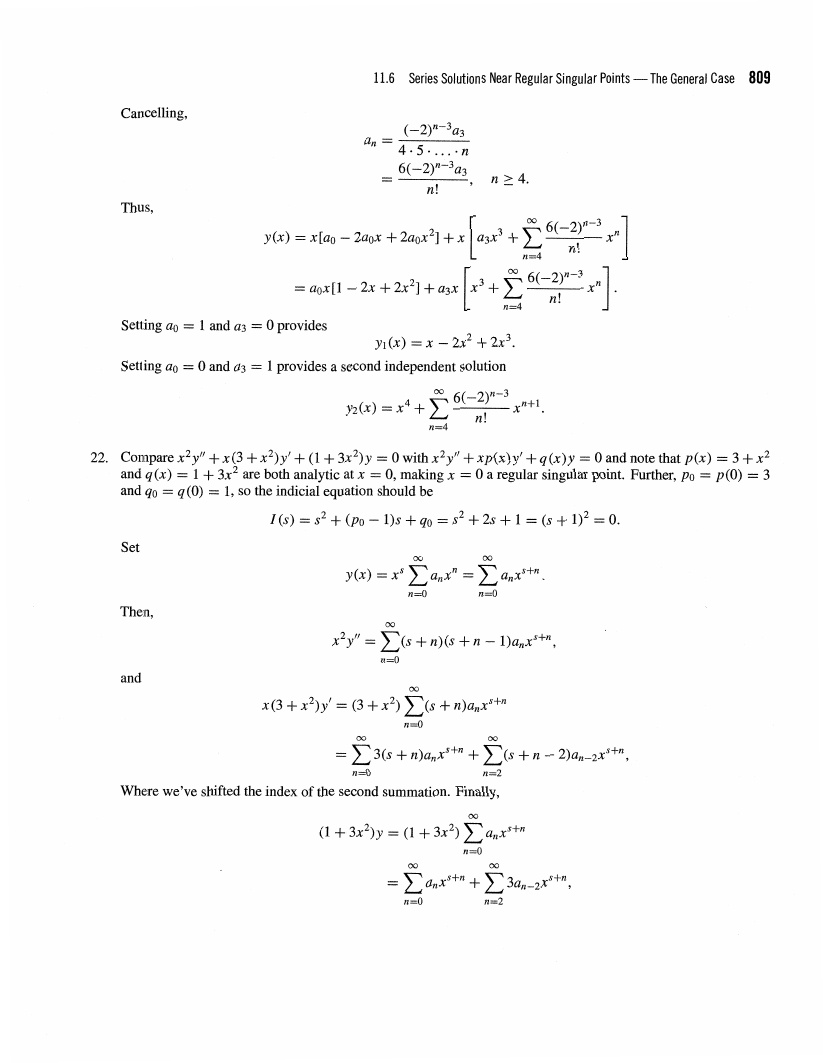 11.6 Series Solutions Near Regular Singular Points — The General Case 809
Cancelling,
a_n = \frac{(-2)^{n-3}a_3}{4 \cdot 5 \cdot \ldots \cdot n}
= \frac{6(-2)^{n-3}a_3}{n!}, n ≥ 4.
Thus,
y(x) = x[a_0 − 2a_0x + 2a_0x^2] + x \left[ a_3x^3 + \sum_{n=4}^{\infty} \frac{6(-2)^{n-3}}{n!} x^n \right]
= a_0x[1 − 2x + 2x^2] + a_3x \left[ x^3 + \sum_{n=4}^{\infty} \frac{6(-2)^{n-3}}{n!} x^n \right].
Setting a_0 = 1 and a_3 = 0 provides
y_1(x) = x − 2x^2 + 2x^3.
Setting a_0 = 0 and a_3 = 1 provides a second independent solution
y_2(x) = x^4 + \sum_{n=4}^{\infty} \frac{6(-2)^{n-3}}{n!} x^{n+1}.
22. Compare x^2y'' + x(3 + x^2)y' + (1 + 3x^2)y = 0 with x^2y'' + xp(x)y' + q(x)y = 0 and note that p(x) = 3 + x^2
and q(x) = 1 + 3x^2 are both analytic at x = 0, making x = 0 a regular singular point. Further, p_0 = p(0) = 3
and q_0 = q(0) = 1, so the indicial equation should be
I(s) = s^2 + (p_0 − 1)s + q_0 = s^2 + 2s + 1 = (s + 1)^2 = 0.
Set
y(x) = x^s \sum_{n=0}^{\infty} a_nx^n = \sum_{n=0}^{\infty} a_nx^{s+n}.
Then,
x^2y'' = \sum_{n=0}^{\infty} (s + n)(s + n − 1)a_nx^{s+n},
and
x(3 + x^2)y' = (3 + x^2) \sum_{n=0}^{\infty} (s + n)a_nx^{s+n}
= \sum_{n=0}^{\infty} 3(s + n)a_nx^{s+n} + \sum_{n=2}^{\infty} (s + n − 2)a_{n-2}x^{s+n},
Where we've shifted the index of the second summation. Finally,
(1 + 3x^2)y = (1 + 3x^2) \sum_{n=0}^{\infty} a_nx^{s+n}
= \sum_{n=0}^{\infty} a_nx^{s+n} + \sum_{n=2}^{\infty} 3a_{n-2}x^{s+n},